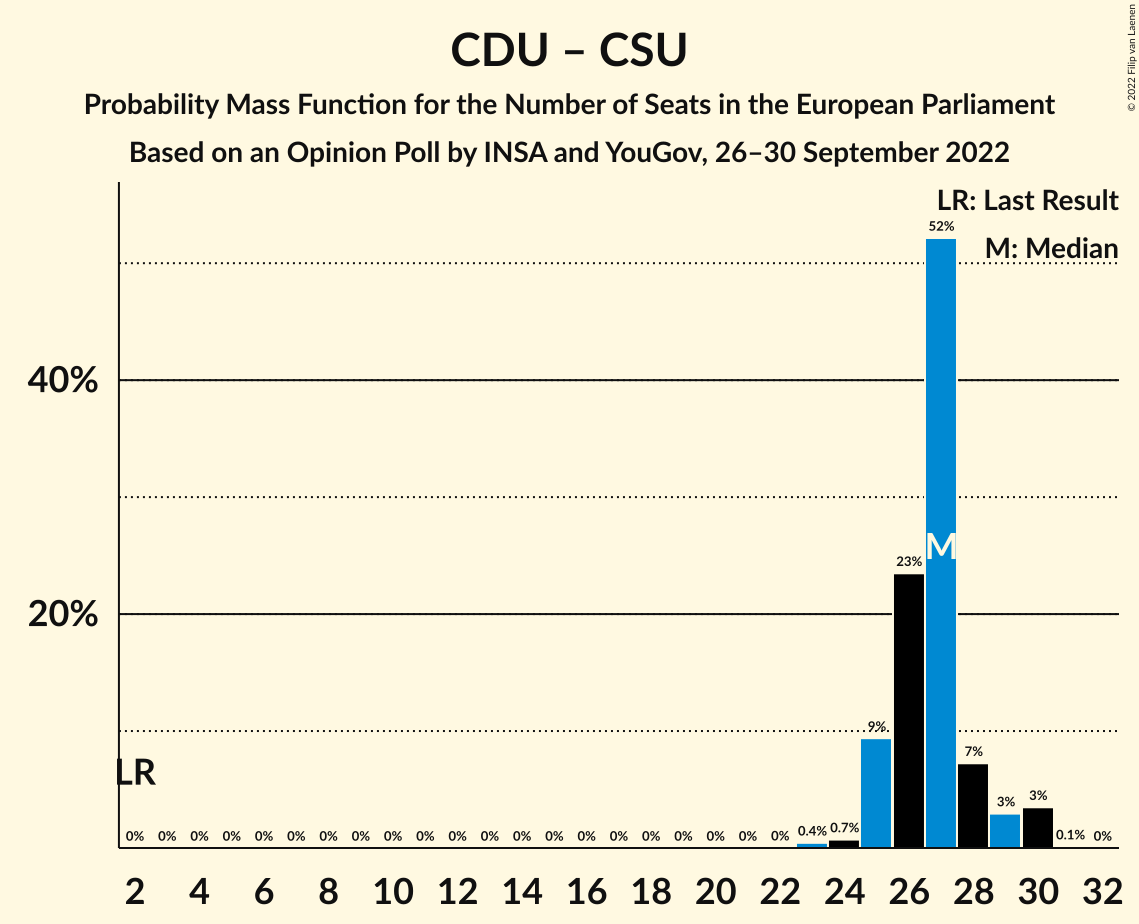 © 2022 Filip van Laenen
CDU – CSU
Probability Mass Function for the Number of Seats in the European Parliament
Based on an Opinion Poll by INSA and YouGov, 26–30 September 2022
LR: Last Result
M: Median
52%
40%
M
23%
20%
9%
7%
LR
3% 3%
0% 0% 0% 0% 0% 0% 0% 0% 0% 0% 0% 0% 0% 0% 0% 0% 0% 0% 0% 0% 0% 0.4% 0.7% 0.1% 0%
2 4 6 8 10 12 14 16 18 20 22 24 26 28 30 32